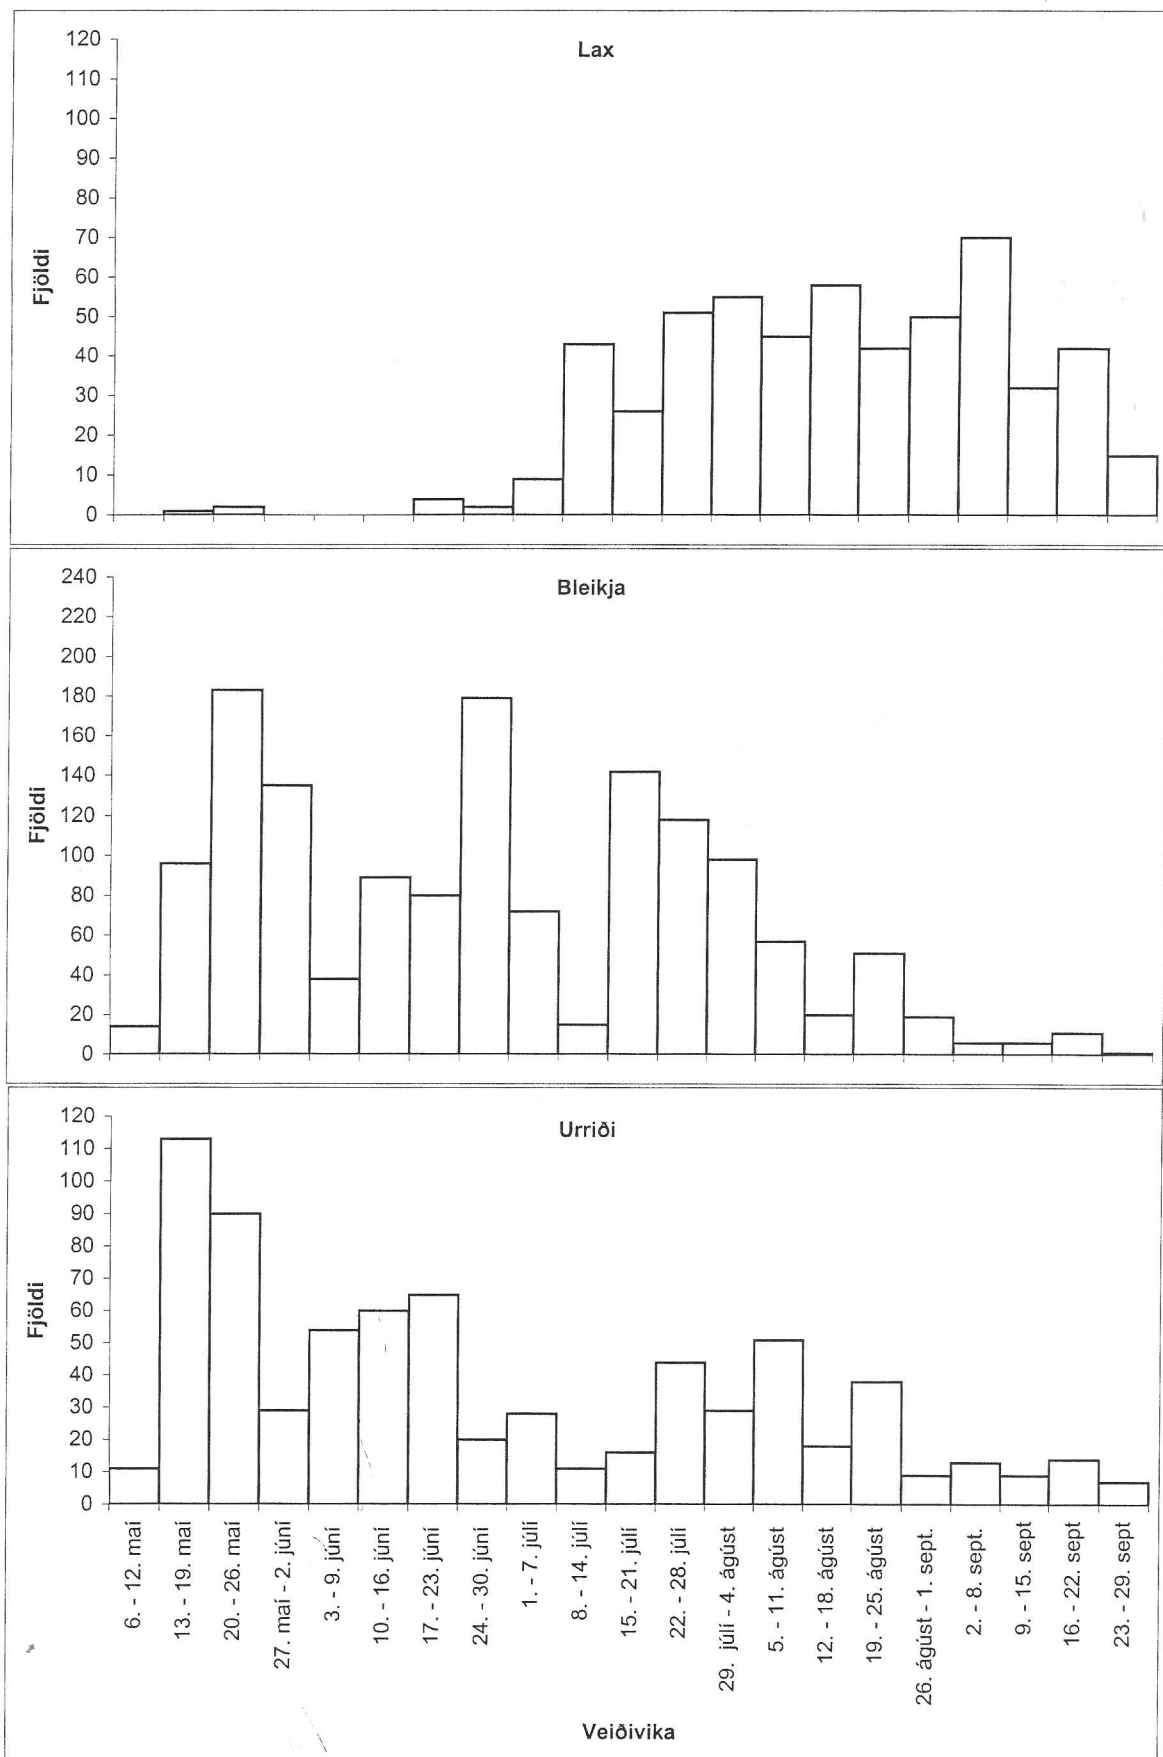 Lax
120
110
100
90
80
70
60
50
40
30
20
10
0
Fjöldi
Bleikja
240
220
200
180
160
140
120
100
80
60
40
20
0
Fjöldi
Urriði
120
110
100
90
80
70
60
50
40
30
20
10
0
Fjöldi
6. - 12. maí
13. - 19. maí
20. - 26. maí
27. maí - 2. júní
3. - 9. júní
10. - 16. júní
17. - 23. júní
24. - 30. júní
1. - 7. júlí
8. - 14. júlí
15. - 21. júlí
22. - 28. júlí
29. júlí - 4. ágúst
5. - 11. ágúst
12. - 18. ágúst
19. - 25. ágúst
26. ágúst - 1. sept.
2. - 8. sept.
9. - 15. sept
16. - 22. sept
23. - 29. sept
Veiðivika